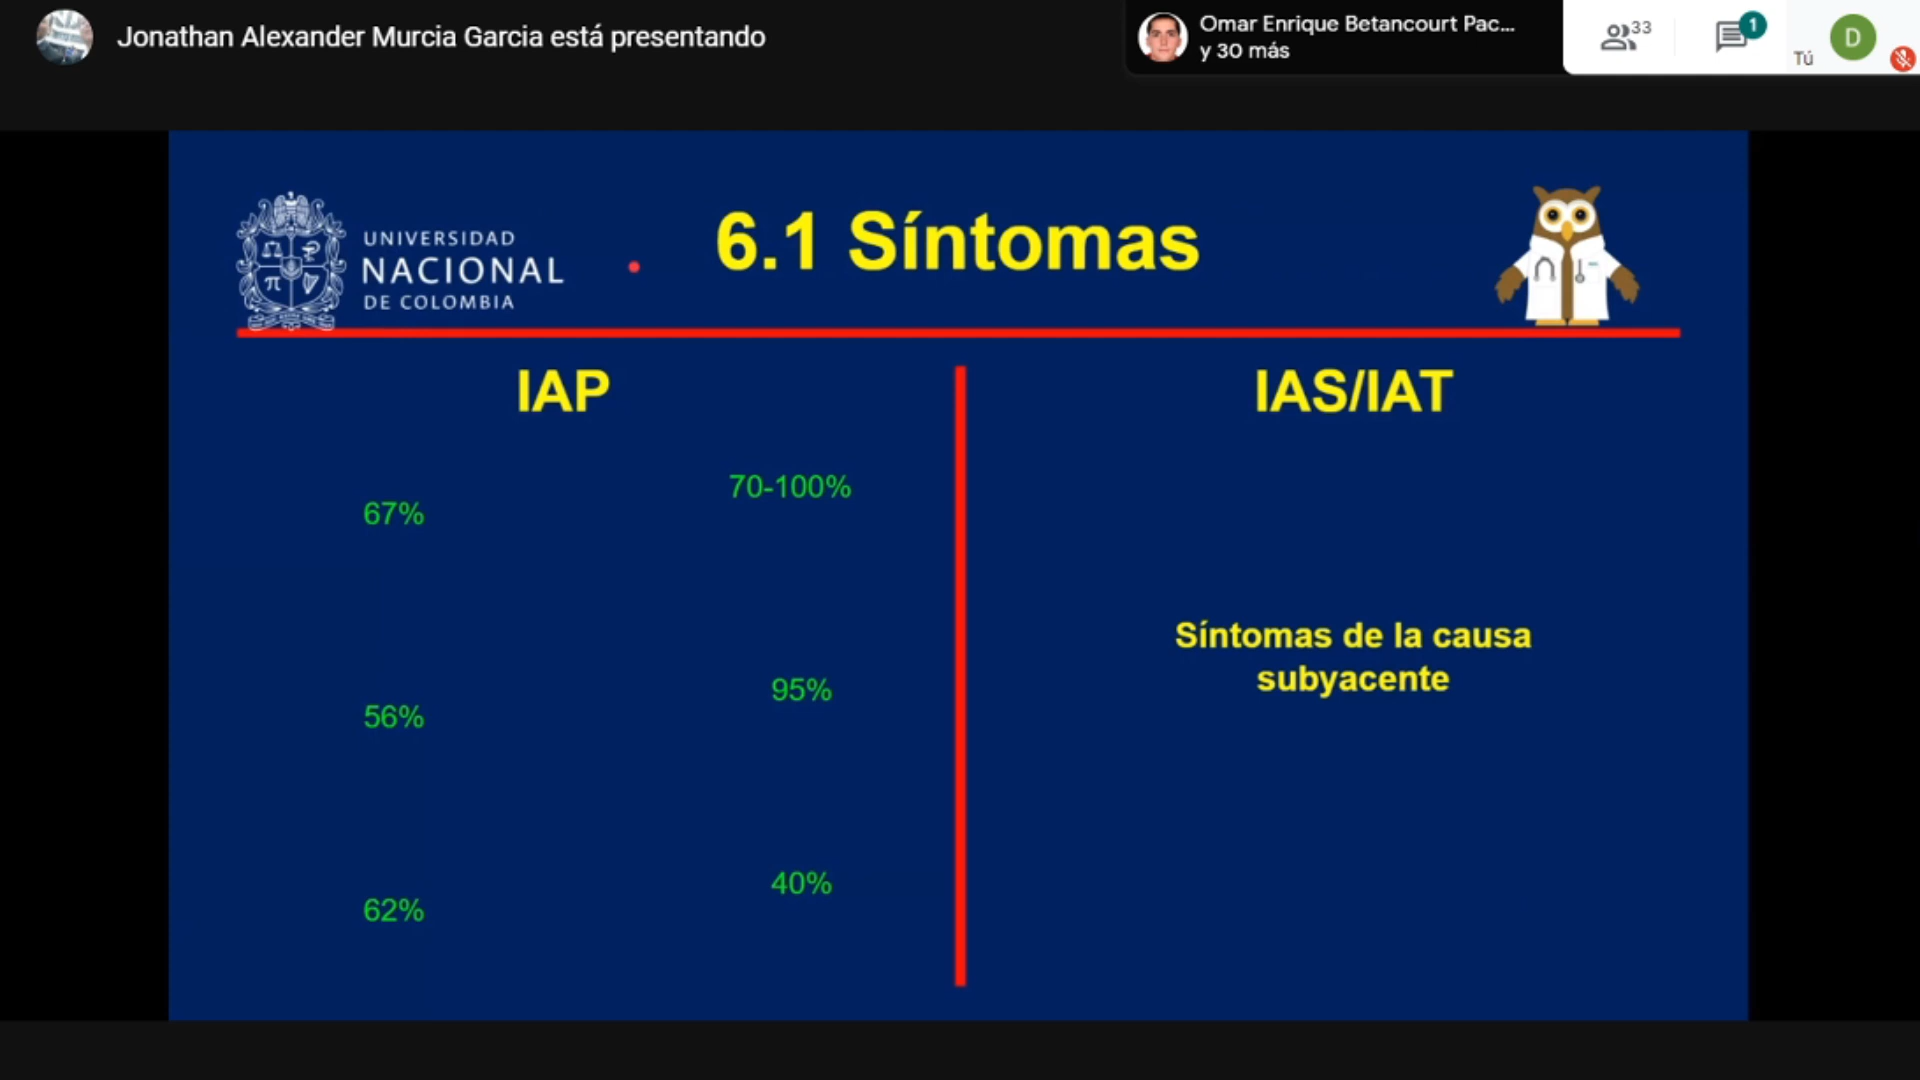 Jonathan Alexander Murcia Garcia está presentando
Omar Enrique Betancourt Pac...
y 30 más
33
1
Tú
D
UNIVERSIDAD
NACIONAL
DE COLOMBIA
6.1 Síntomas
IAP
67%
70-100%
56%
95%
62%
40%
IAS/IAT
Síntomas de la causa
subyacente